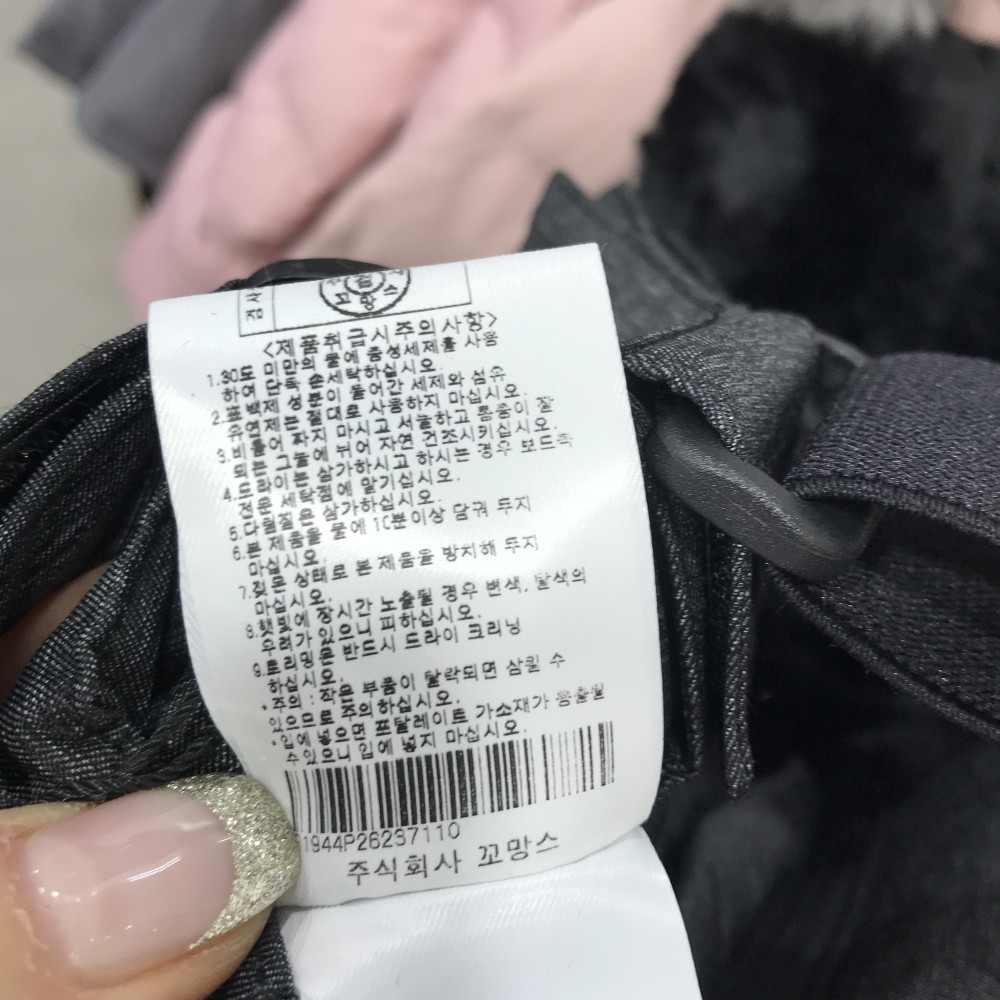 검사
꼬망스
<제품취급시주의사항>
1.30도 미만의 물에 중성세제를 사용
하여 단독 손세탁하십시오.
2.표백제 성분이 들어간 세제와 섬유
유연제는 절대로 사용하지 마십시오.
3.비틀어 짜지 마시고 서늘하고 통풍이 잘
되는 그늘에 뉘어 자연 건조시키십시오.
4.드라이는 삼가하시고 하시는 경우 반드시
전문 세탁점에 맡기십시오.
5.다림질은 삼가하십시오.
6.본 제품을 물에 10분이상 담궈 두지
마십시오.
7.젖은 상태로 본 제품을 방치해 두지
마십시오.
8.햇빛에 장시간 노출될 경우 변색, 탈색의
우려가 있으니 피하십시오.
9.트리밍은 반드시 드라이 크리닝
하십시오.
*주의 : 작은 부품이 탈락되면 삼킬 수
있으므로 주의하십시오.
*입에 넣으면 프탈레이트 가소제가 용출될
수 있으니 입에 넣지 마십시오.
1944P26237110
주식회사 꼬망스